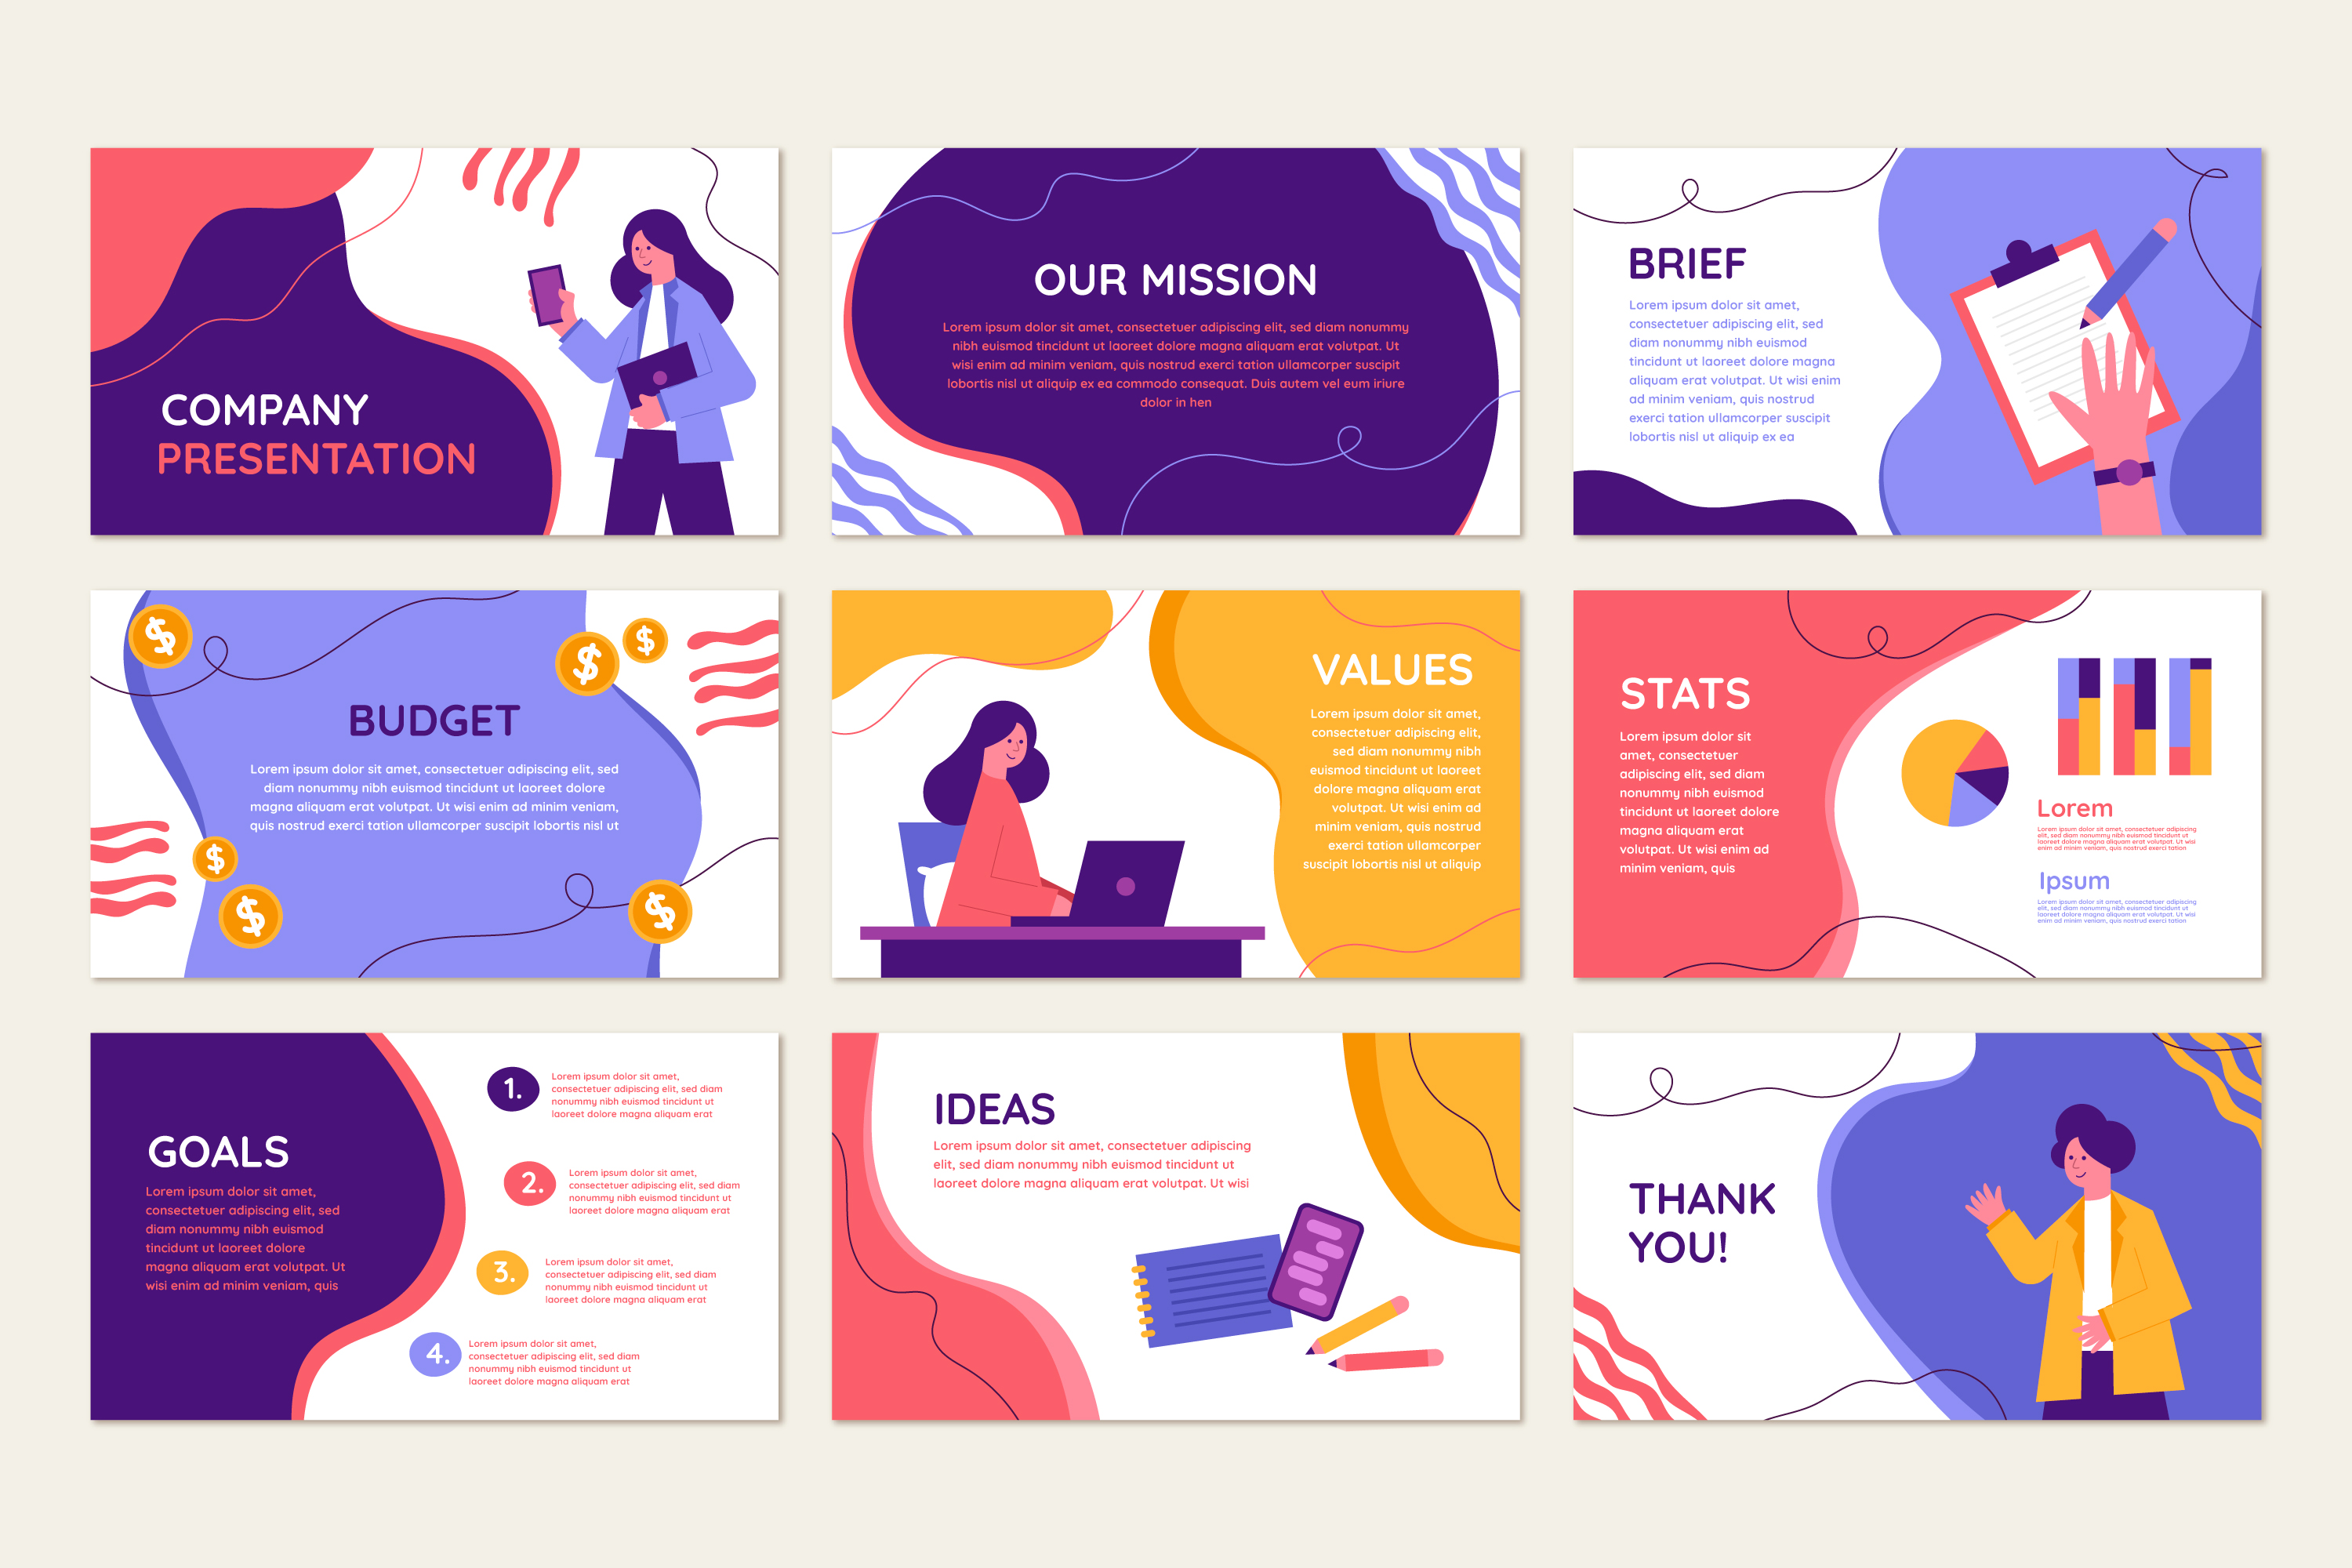 COMPANY
PRESENTATION
OUR MISSION
Lorem ipsum dolor sit amet, consectetuer adipiscing elit, sed diam nonummy
nibh euismod tincidunt ut laoreet dolore magna aliquam erat volutpat. Ut
wisi enim ad minim veniam, quis nostrud exerci tation ullamcorper suscipit
lobortis nisl ut aliquip ex ea commodo consequat. Duis autem vel eum iriure
dolor in hen
BRIEF
Lorem ipsum dolor sit amet,
consectetuer adipiscing elit, sed
diam nonummy nibh euismod
tincidunt ut laoreet dolore magna
aliquam erat volutpat. Ut wisi enim
ad minim veniam, quis nostrud
exerci tation ullamcorper suscipit
lobortis nisl ut aliquip ex ea
$
$
$
BUDGET
Lorem ipsum dolor sit amet, consectetuer adipiscing elit, sed
diam nonummy nibh euismod tincidunt ut laoreet dolore
magna aliquam erat volutpat. Ut wisi enim ad minim veniam,
quis nostrud exerci tation ullamcorper suscipit lobortis nisl ut
$
$
$
VALUES
Lorem ipsum dolor sit amet,
consectetuer adipiscing elit,
sed diam nonummy nibh
euismod tincidunt ut laoreet
dolore magna aliquam erat
volutpat. Ut wisi enim ad
minim veniam, quis nostrud
exerci tation ullamcorper
suscipit lobortis nisl ut aliquip
STATS
Lorem ipsum dolor sit
amet, consectetuer
adipiscing elit, sed diam
nonummy nibh euismod
tincidunt ut laoreet dolore
magna aliquam erat
volutpat. Ut wisi enim ad
minim veniam, quis
Lorem
Lorem ipsum dolor sit amet, consectetuer adipiscing
elit, sed diam nonummy nibh euismod tincidunt ut
laoreet dolore magna aliquam erat volutpat. Ut wisi
enim ad minim veniam, quis nostrud exerci tation
Ipsum
Lorem ipsum dolor sit amet, consectetuer adipiscing
elit, sed diam nonummy nibh euismod tincidunt ut
laoreet dolore magna aliquam erat volutpat. Ut wisi
enim ad minim veniam, quis nostrud exerci tation
GOALS
Lorem ipsum dolor sit amet,
consectetuer adipiscing elit, sed
diam nonummy nibh euismod
tincidunt ut laoreet dolore
magna aliquam erat volutpat. Ut
wisi enim ad minim veniam, quis
1.
Lorem ipsum dolor sit amet,
consectetuer adipiscing elit, sed diam
nonummy nibh euismod tincidunt ut
laoreet dolore magna aliquam erat
2.
Lorem ipsum dolor sit amet,
consectetuer adipiscing elit, sed diam
nonummy nibh euismod tincidunt ut
laoreet dolore magna aliquam erat
3.
Lorem ipsum dolor sit amet,
consectetuer adipiscing elit, sed diam
nonummy nibh euismod tincidunt ut
laoreet dolore magna aliquam erat
4.
Lorem ipsum dolor sit amet,
consectetuer adipiscing elit, sed diam
nonummy nibh euismod tincidunt ut
laoreet dolore magna aliquam erat
IDEAS
Lorem ipsum dolor sit amet, consectetuer adipiscing
elit, sed diam nonummy nibh euismod tincidunt ut
laoreet dolore magna aliquam erat volutpat. Ut wisi
THANK
YOU!